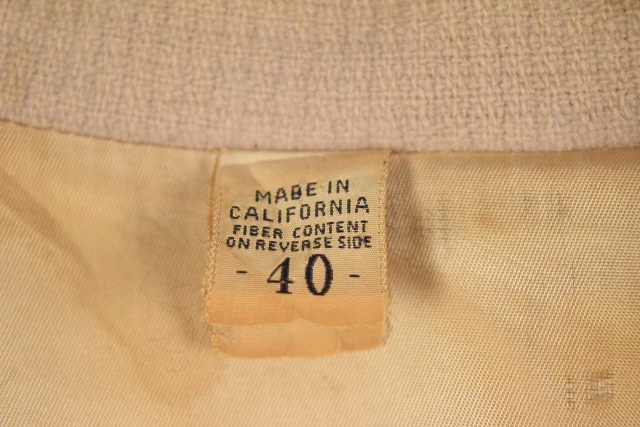 MADE IN
CALIFORNIA
FIBER CONTENT
ON REVERSE SIDE
- 40 -